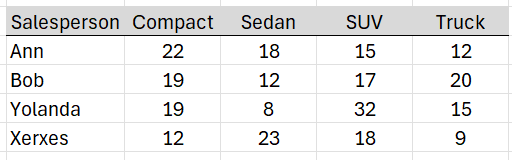 Salesperson Compact Sedan SUV Truck
Ann 22 18 15 12
Bob 19 12 17 20
Yolanda 19 8 32 15
Xerxes 12 23 18 9